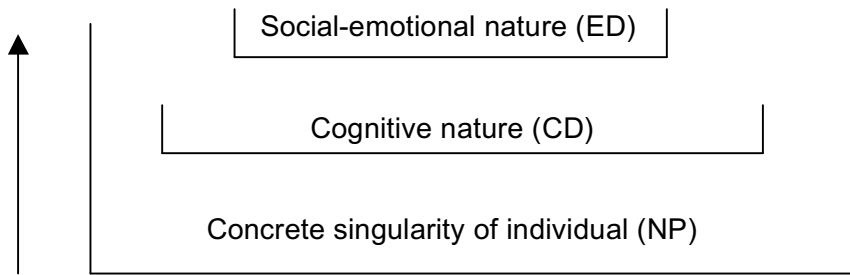 Social-emotional nature (ED)
Cognitive nature (CD)
Concrete singularity of individual (NP)